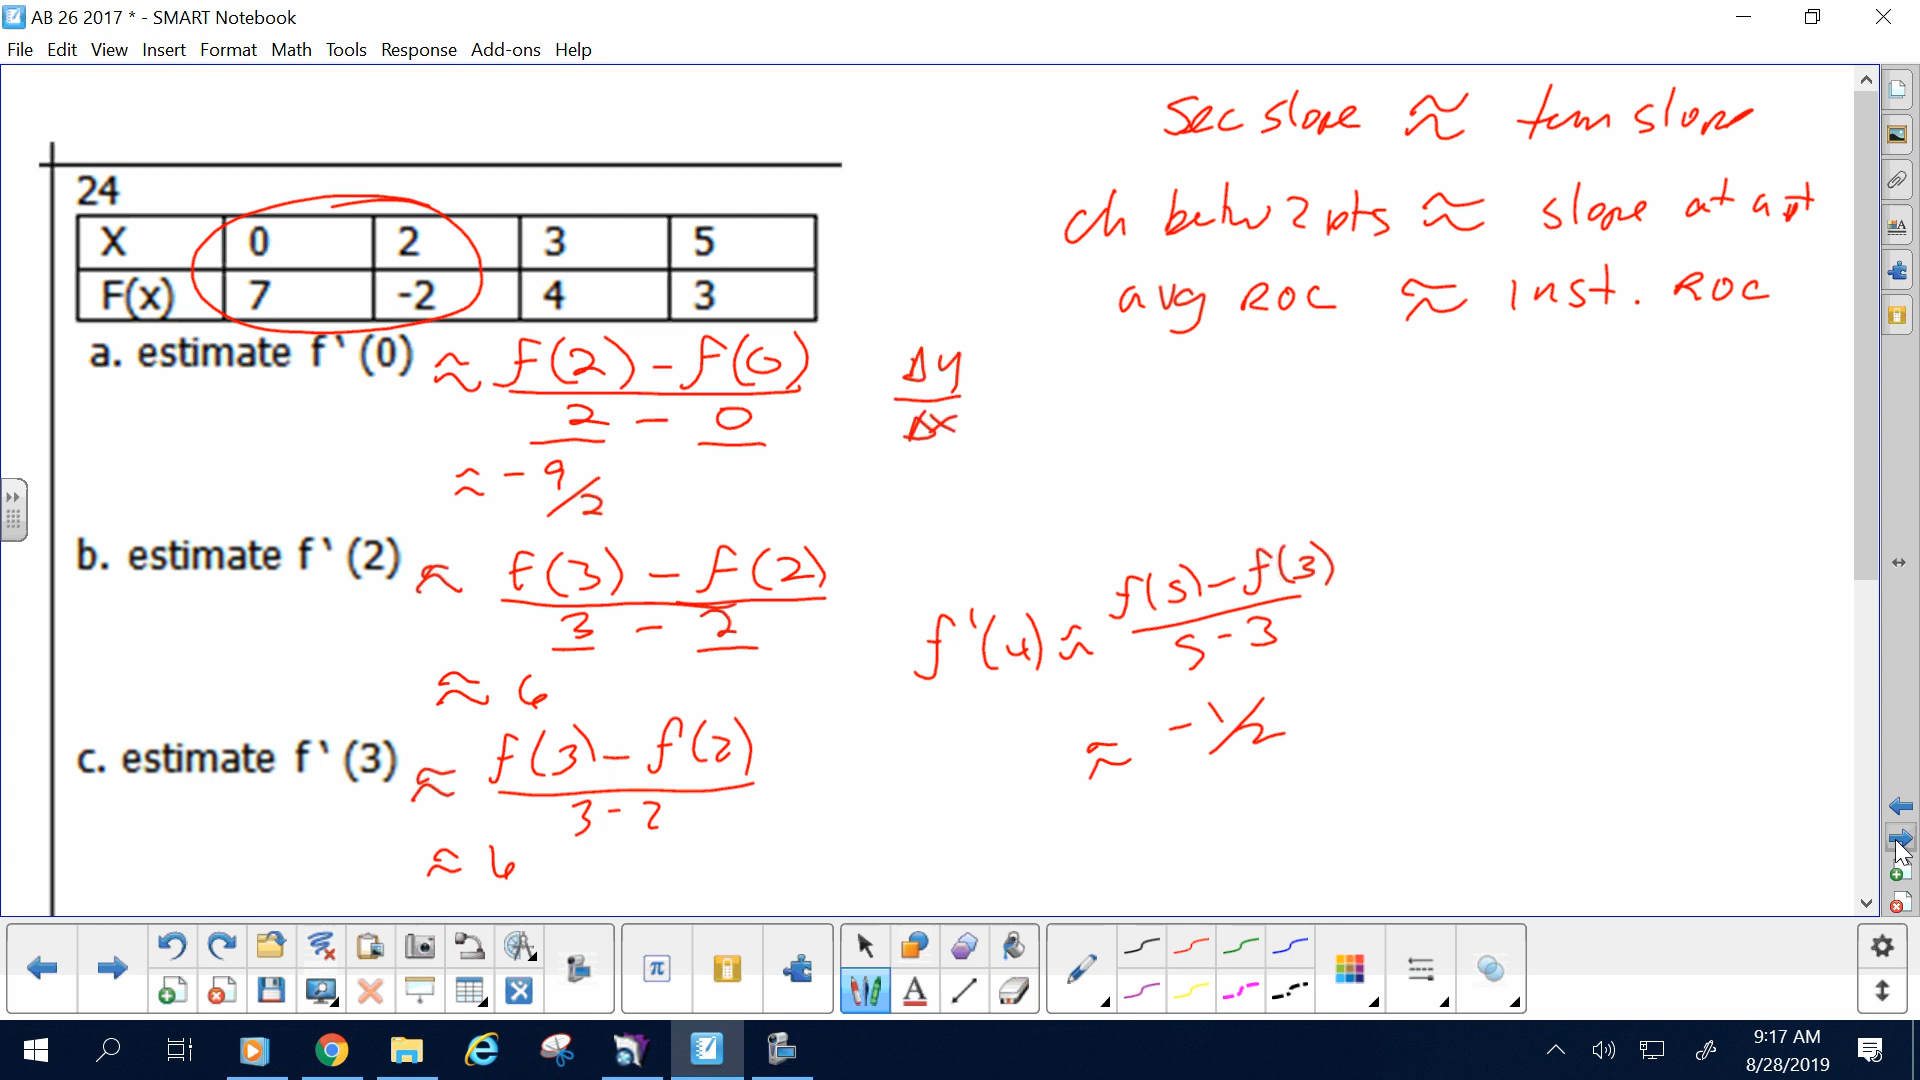 AB 26 2017 * - SMART Notebook
File Edit View Insert Format Math Tools Response Add-ons Help
sec slope ≈ tan slope
ch betw 2 pts ≈ slope at a pt
avg ROC ≈ inst. ROC
24
X 0 2 3 5
F(x) 7 -2 4 3
a. estimate f`(0) ≈ f(2) - f(0)
2 - 0
Δy
Δx
≈ - 9/2
b. estimate f`(2) ≈ f(3) - f(2)
3 - 2
≈ 6
f'(4) ≈ f(5) - f(3)
5 - 3
≈ - 1/2
c. estimate f`(3) ≈ f(3) - f(2)
3 - 2
≈ 6
π
A
9:17 AM
8/28/2019